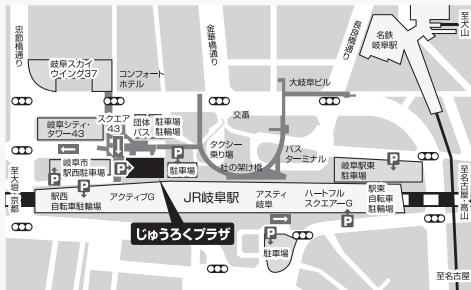 忠節橋通り
金華橋通り
長良橋通り
至犬山
名鉄
岐阜駅
岐阜スカイ
ウイング37
コンフォート
ホテル
大岐阜ビル
岐阜シティ・
タワー43
スクエア
43
団体
バス
駐車場
駐輪場
交番
タクシー
乗り場
杜の架け橋
バス
ターミナル
岐阜市
駅西駐車場
P
P
P
駐車場
岐阜駅東
駐車場
P
至大垣・京都
P
駅西
自転車駐輪場
アクティブG
JR岐阜駅
アスティ
岐阜
ハートフル
スクエアーG
駅東
自転車
駐輪場
至名古屋・高山
じゅうろくプラザ
P
P
駐車場
至名古屋